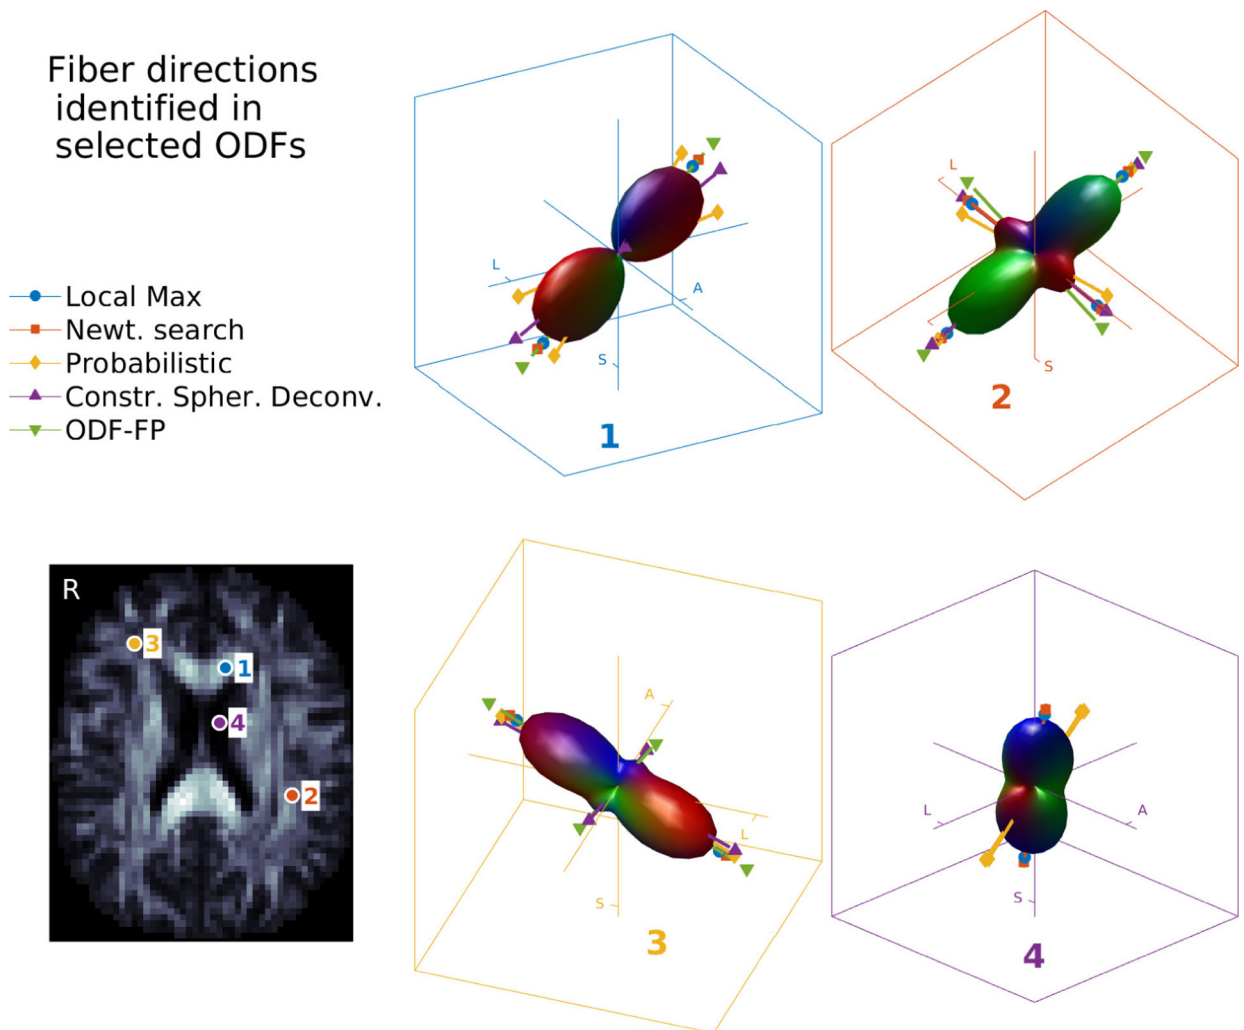 Fiber directions
identified in
selected ODFs
Local Max
Newt. search
Probabilistic
Constr. Spher. Deconv.
ODF-FP
L
A
S
1
L
S
2
R
3
1
4
2
A
L
S
3
L
A
S
4